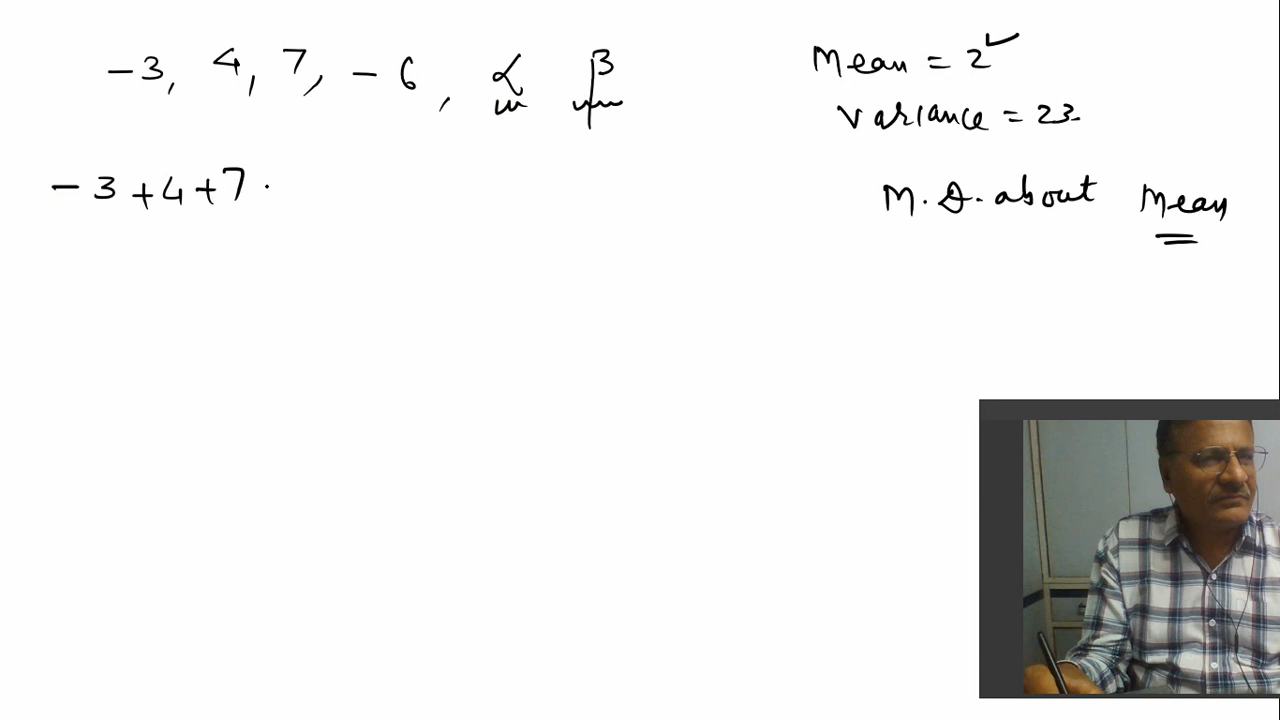 -3, 4, 7, -6, α β
Mean = 2 ✓
Variance = 23
-3+4+7
M.D. about Mean